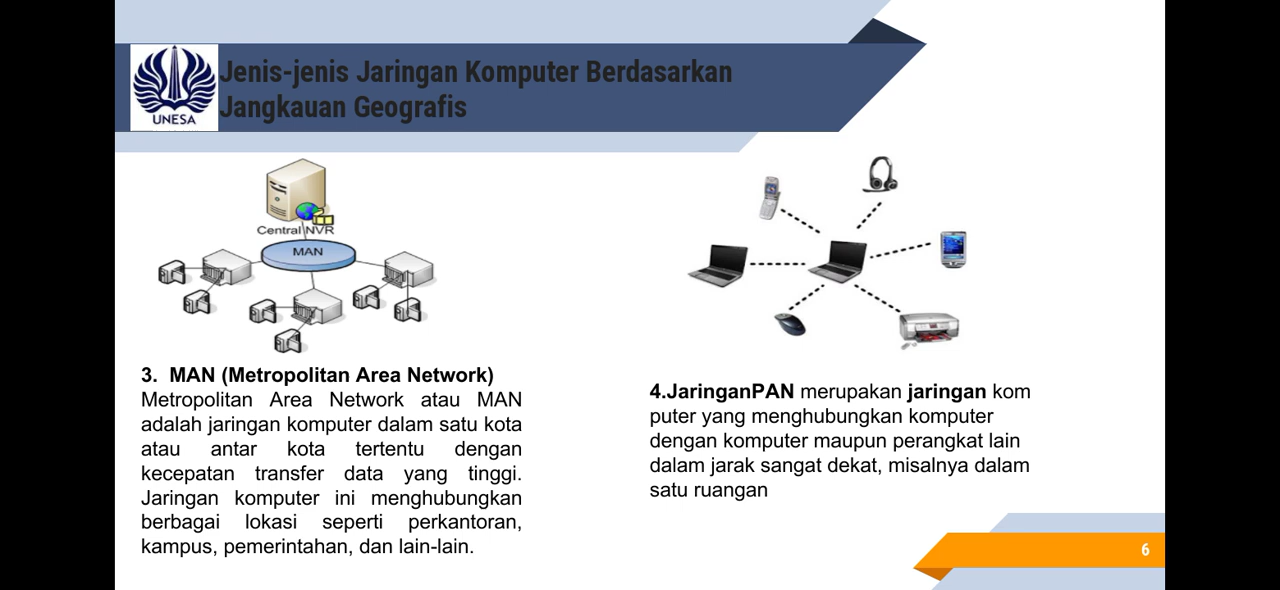 Jenis-jenis Jaringan Komputer Berdasarkan
Jangkauan Geografis
UNESA
Central NVR
MAN
3. MAN (Metropolitan Area Network)
Metropolitan Area Network atau MAN
adalah jaringan komputer dalam satu kota
atau antar kota tertentu dengan
kecepatan transfer data yang tinggi.
Jaringan komputer ini menghubungkan
berbagai lokasi seperti perkantoran,
kampus, pemerintahan, dan lain-lain.
4.JaringanPAN merupakan jaringan kom
puter yang menghubungkan komputer
dengan komputer maupun perangkat lain
dalam jarak sangat dekat, misalnya dalam
satu ruangan
6